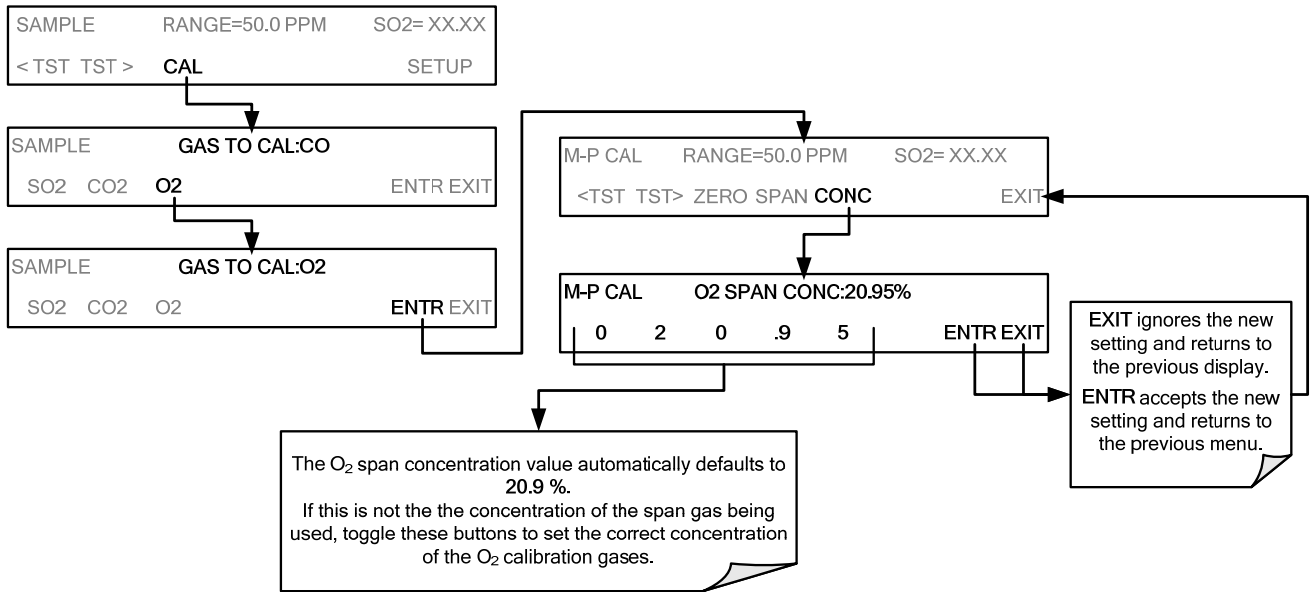 SAMPLE RANGE=50.0 PPM SO2= XX.XX
< TST TST > CAL SETUP
SAMPLE GAS TO CAL:CO
SO2 CO2 O2 ENTR EXIT
SAMPLE GAS TO CAL:O2
SO2 CO2 O2 ENTR EXIT
M-P CAL RANGE=50.0 PPM SO2= XX.XX
<TST TST> ZERO SPAN CONC EXIT
M-P CAL O2 SPAN CONC:20.95%
0 2 0 .9 5 ENTR EXIT
EXIT ignores the new
setting and returns to
the previous display.
ENTR accepts the new
setting and returns to
the previous menu.
The O2 span concentration value automatically defaults to
20.9 %.
If this is not the the concentration of the span gas being
used, toggle these buttons to set the correct concentration
of the O2 calibration gases.